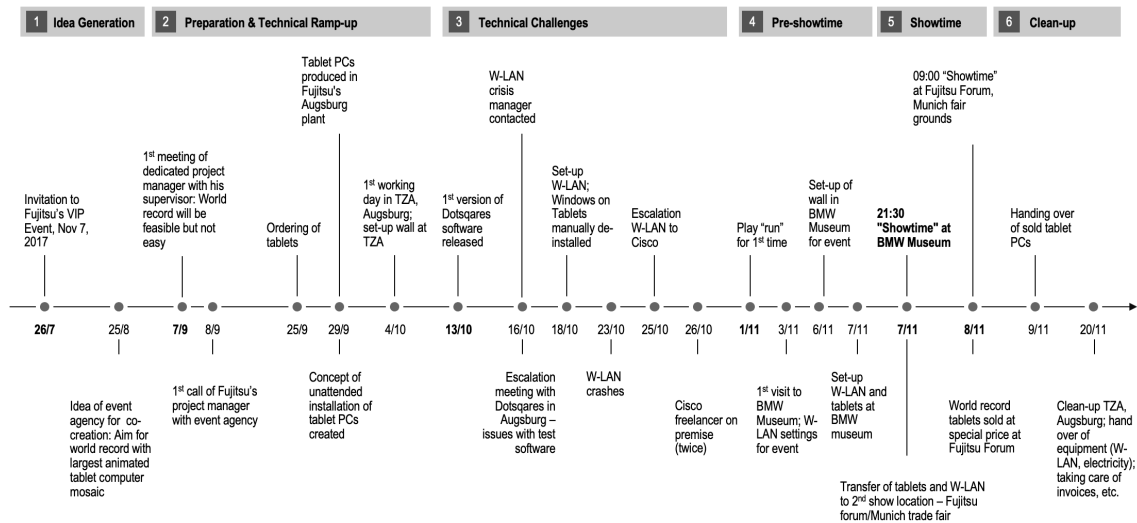 1 Idea Generation
2 Preparation & Technical Ramp-up
3 Technical Challenges
4 Pre-showtime
5 Showtime
6 Clean-up
Invitation to
Fujitsu's VIP
Event, Nov 7,
2017
1st meeting of
dedicated project
manager with his
supervisor: World
record will be
feasible but not
easy
Ordering of
tablets
Tablet PCs
produced in
Fujitsu's
Augsburg
plant
1st working
day in TZA,
Augsburg;
set-up wall at
TZA
1st version of
Dotsqares
software
released
W-LAN
crisis
manager
contacted
Set-up
W-LAN;
Windows on
Tablets
manually de-
installed
Escalation
W-LAN to
Cisco
Play "run"
for 1st time
Set-up of
wall in
BMW
Museum
for event
21:30
"Showtime" at
BMW Museum
09:00 "Showtime"
at Fujitsu Forum,
Munich fair
grounds
Handing over
of sold tablet
PCs
26/7 25/8 7/9 8/9 25/9 29/9 4/10 13/10 16/10 18/10 23/10 25/10 26/10 1/11 3/11 6/11 7/11 7/11 8/11 9/11 20/11
Idea of event
agency for co-
creation: Aim for
world record with
largest animated
tablet computer
mosaic
1st call of Fujitsu's
project manager
with event agency
Concept of
unattended
installation of
tablet PCs
created
Escalation
meeting with
Dotsqares in
Augsburg –
issues with test
software
W-LAN
crashes
Cisco
freelancer on
premise
(twice)
1st visit to
BMW
Museum; W-
LAN settings
for event
Set-up
W-LAN and
tablets at
BMW
museum
Transfer of tablets and W-LAN
to 2nd show location – Fujitsu
forum/Munich trade fair
World record
tablets sold at
special price at
Fujitsu Forum
Clean-up TZA,
Augsburg; hand
over of
equipment (W-
LAN, electricity);
taking care of
invoices, etc.